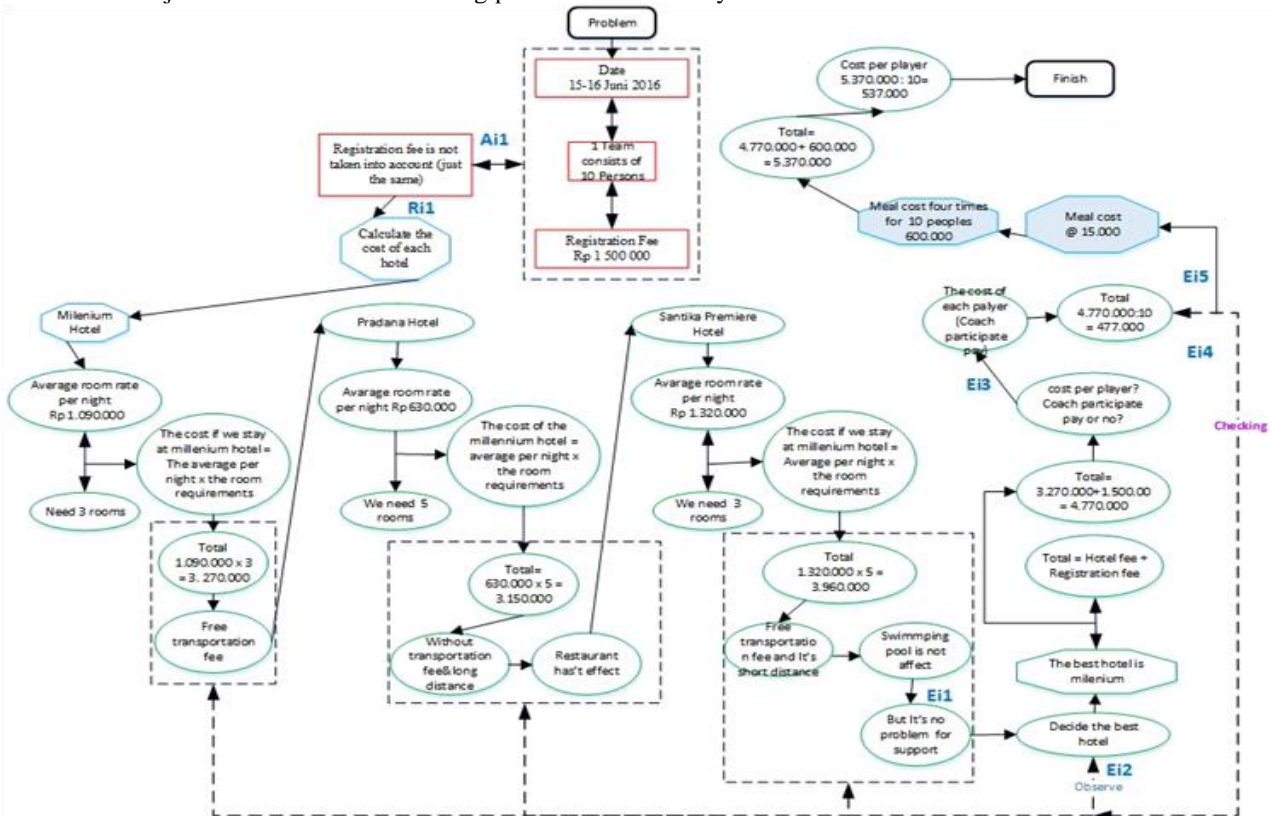 Problem
Date
15-16 Juni 2016
1 Team
consists of
10 Persons
Registration Fee
Rp 1 500 000
Ai1
Registration fee is not
taken into account (just
the same)
Ri1
Calculate the
cost of each
hotel
Milenium
Hotel
Average room rate
per night
Rp 1.090.000
Need 3 rooms
The cost if we stay
at millenium hotel =
The average per
night x the room
requirements
Total
1.090.000 x 3
= 3. 270.000
Free
transportation
fee
Pradana Hotel
Avarage room rate
per night Rp 630.000
We need 5
rooms
The cost of the
millennium hotel =
average per night x
the room
requirements
Total=
630.000 x 5 =
3.150.000
Without
transportation
fee&long
distance
Restaurant
has't effect
Santika Premiere
Hotel
Avarage room rate
per night
Rp 1.320.000
We need 3
rooms
The cost if we stay
at millenium hotel =
Average per night x
the room
requirements
Total
1.320.000 x 5 =
3.960.000
Free
transportatio
n fee and It's
short distance
Swimmping
pool is not
affect
Ei1
But It's no
problem for
support
Decide the best
hotel
Ei2
Observe
The best hotel is
milenium
Total = Hotel fee +
Registration fee
Total=
3.270.000+1.500.00
= 4.770.000
cost per player?
Coach participate
pay or no?
Ei3
The cost of
each palyer
(Coach
participate
pay)
Total
4.770.000:10
= 477.000
Ei4
Checking
Ei5
Meal cost
@ 15.000
Meal cost four times
for 10 peoples
600.000
Total=
4.770.000+ 600.000
= 5.370.000
Cost per player
5.370.000 : 10=
537.000
Finish